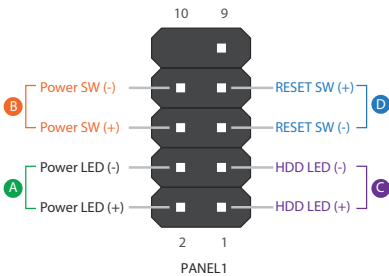 10 9
Power SW (-) RESET SW (+)
B D
Power SW (+) RESET SW (-)
Power LED (-) HDD LED (-)
A C
Power LED (+) HDD LED (+)
2 1
PANEL1